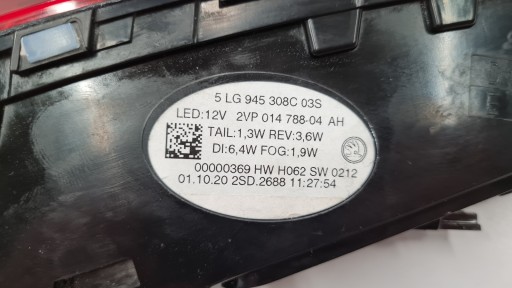 5 LG 945 308C 03S
LED:12V 2VP 014 788-04 AH
TAIL:1,3W REV:3,6W
DI:6,4W FOG:1,9W
00000369 HW H062 SW 0212
01.10.20 2SD.2688 11:27:54